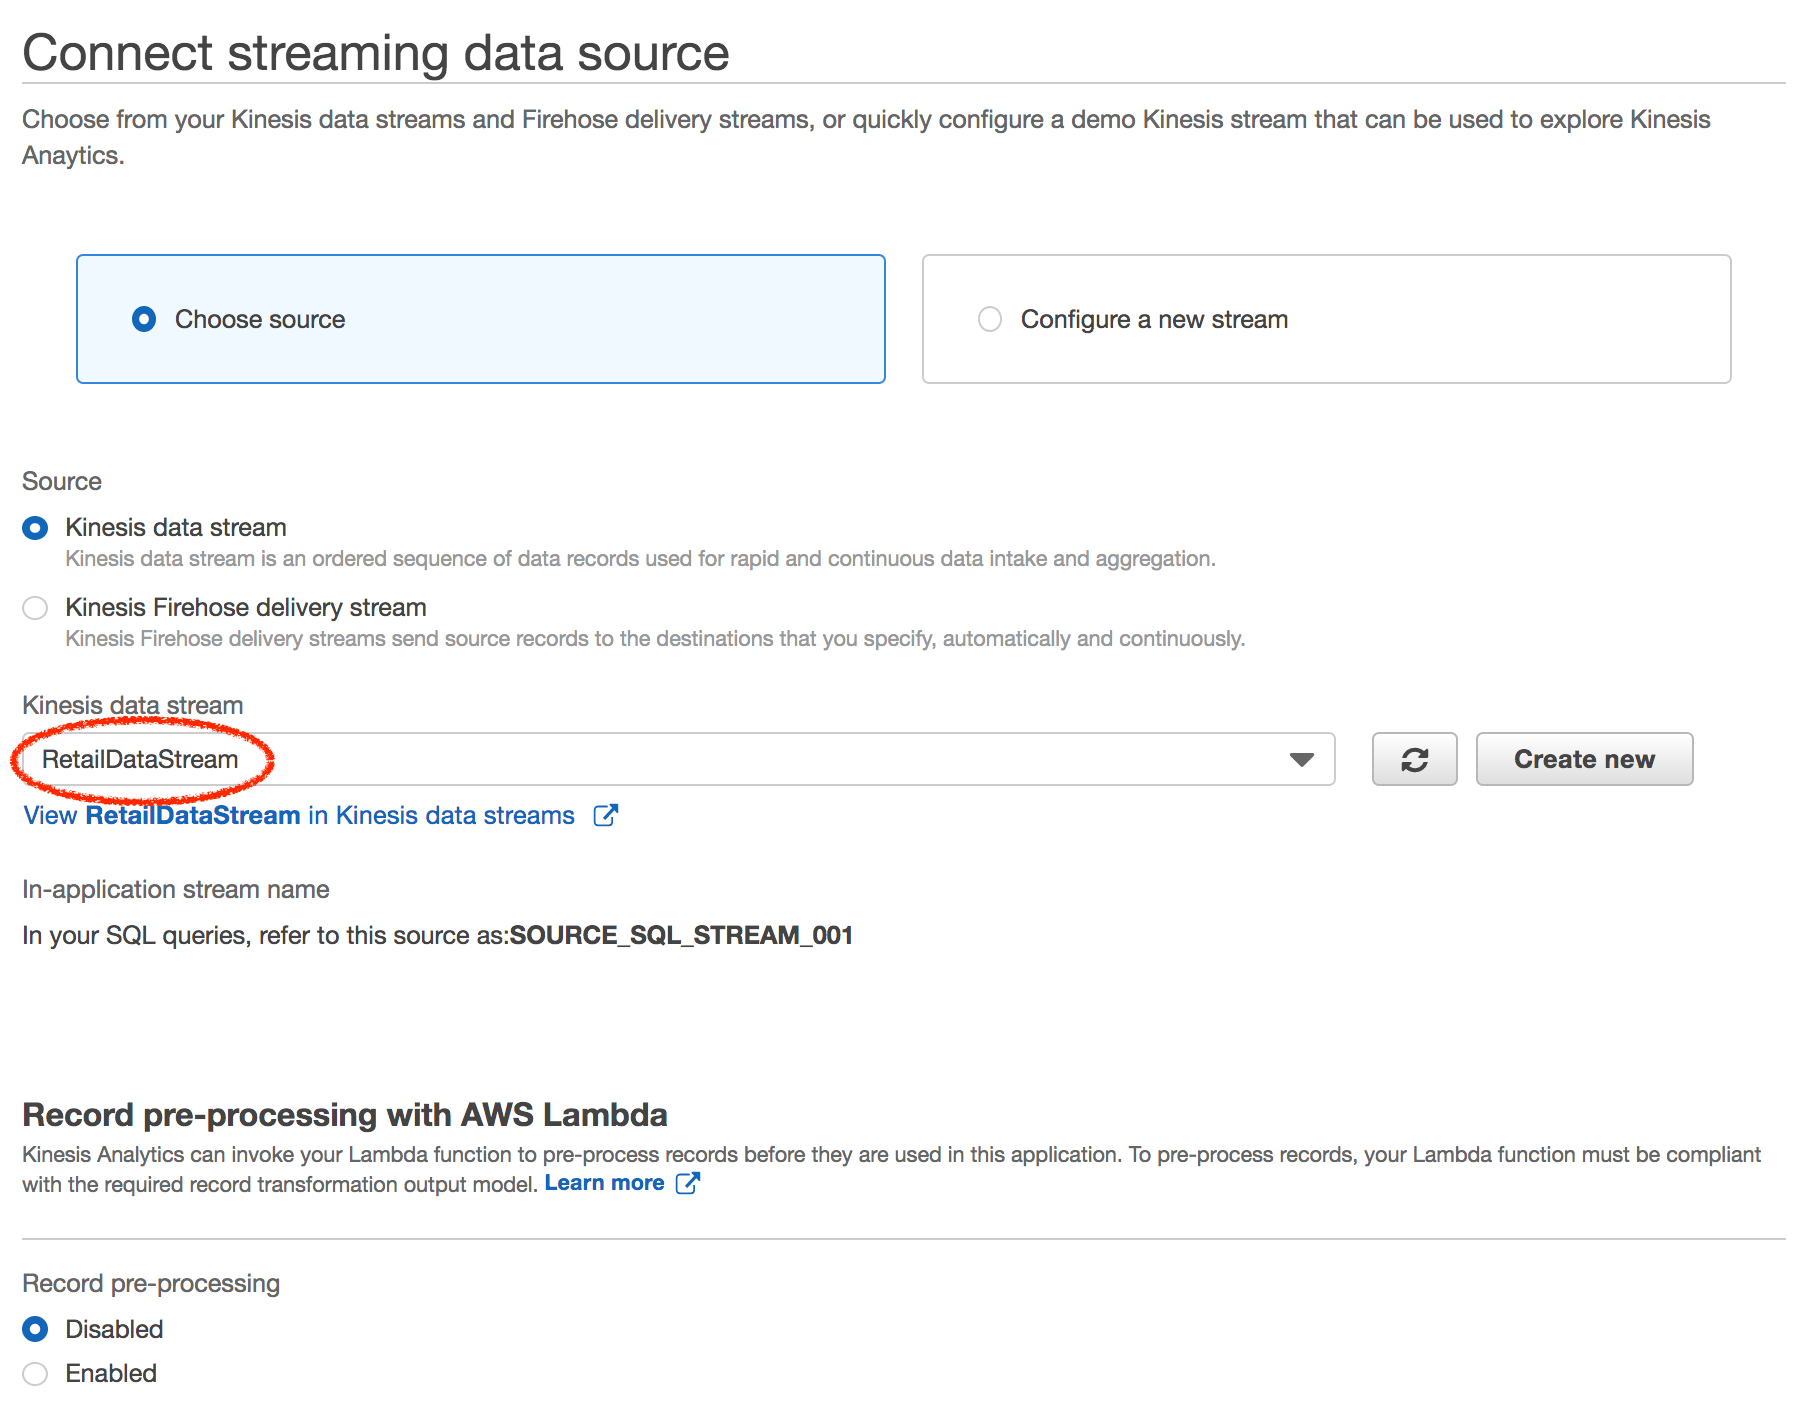 Connect streaming data source
Choose from your Kinesis data streams and Firehose delivery streams, or quickly configure a demo Kinesis stream that can be used to explore Kinesis
Anaytics.
Choose source
Configure a new stream
Source
Kinesis data stream
Kinesis data stream is an ordered sequence of data records used for rapid and continuous data intake and aggregation.
Kinesis Firehose delivery stream
Kinesis Firehose delivery streams send source records to the destinations that you specify, automatically and continuously.
Kinesis data stream
RetailDataStream
Create new
View RetailDataStream in Kinesis data streams
In-application stream name
In your SQL queries, refer to this source as:SOURCE_SQL_STREAM_001
Record pre-processing with AWS Lambda
Kinesis Analytics can invoke your Lambda function to pre-process records before they are used in this application. To pre-process records, your Lambda function must be compliant
with the required record transformation output model. Learn more
Record pre-processing
Disabled
Enabled